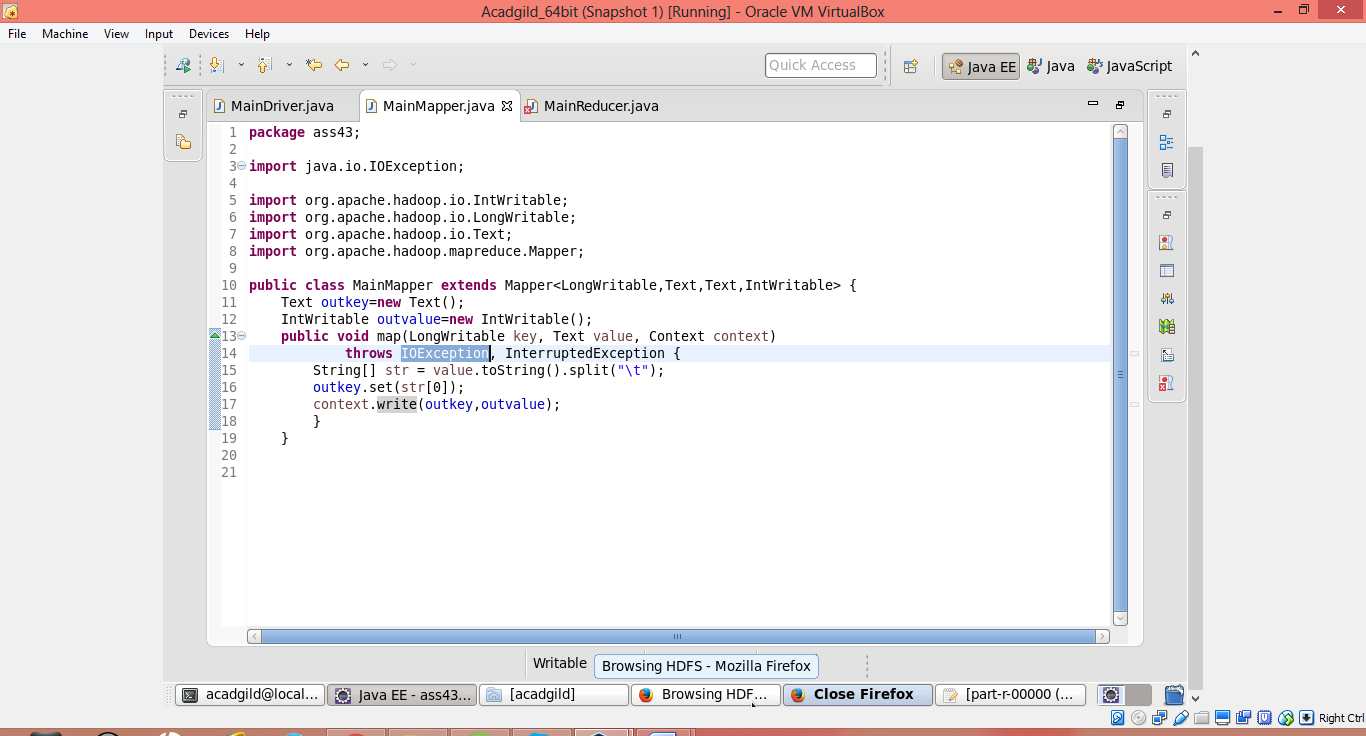 Acadgild_64bit (Snapshot 1) [Running] - Oracle VM VirtualBox
File Machine View Input Devices Help
Quick Access
Java EE Java JavaScript
MainDriver.java MainMapper.java MainReducer.java
1 package ass43;
2
3 import java.io.IOException;
4
5 import org.apache.hadoop.io.IntWritable;
6 import org.apache.hadoop.io.LongWritable;
7 import org.apache.hadoop.io.Text;
8 import org.apache.hadoop.mapreduce.Mapper;
9
10 public class MainMapper extends Mapper<LongWritable,Text,Text,IntWritable> {
11 Text outkey=new Text();
12 IntWritable outvalue=new IntWritable();
13 public void map(LongWritable key, Text value, Context context)
14 throws IOException, InterruptedException {
15 String[] str = value.toString().split("\t");
16 outkey.set(str[0]);
17 context.write(outkey,outvalue);
18 }
19 }
20
21
Writable
Browsing HDFS - Mozilla Firefox
acadgild@local... Java EE - ass43... [acadgild] Browsing HDF... Close Firefox [part-r-00000 (...
Right Ctrl